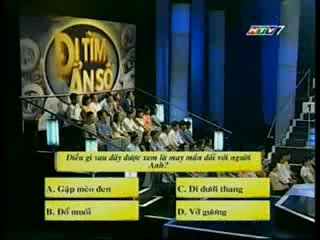 HTV7
ĐI TÌM
ẨN SỐ
Điều gì sau đây được xem là may mắn đối với người
Anh?
A. Gặp mèo đen
C. Đi dưới thang
B. Đổ muối
D. Vỡ gương